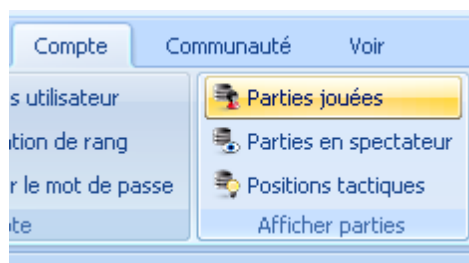 Compte Communauté Voir
s utilisateur
Parties jouées
tion de rang
Parties en spectateur
r le mot de passe
Positions tactiques
te
Afficher parties